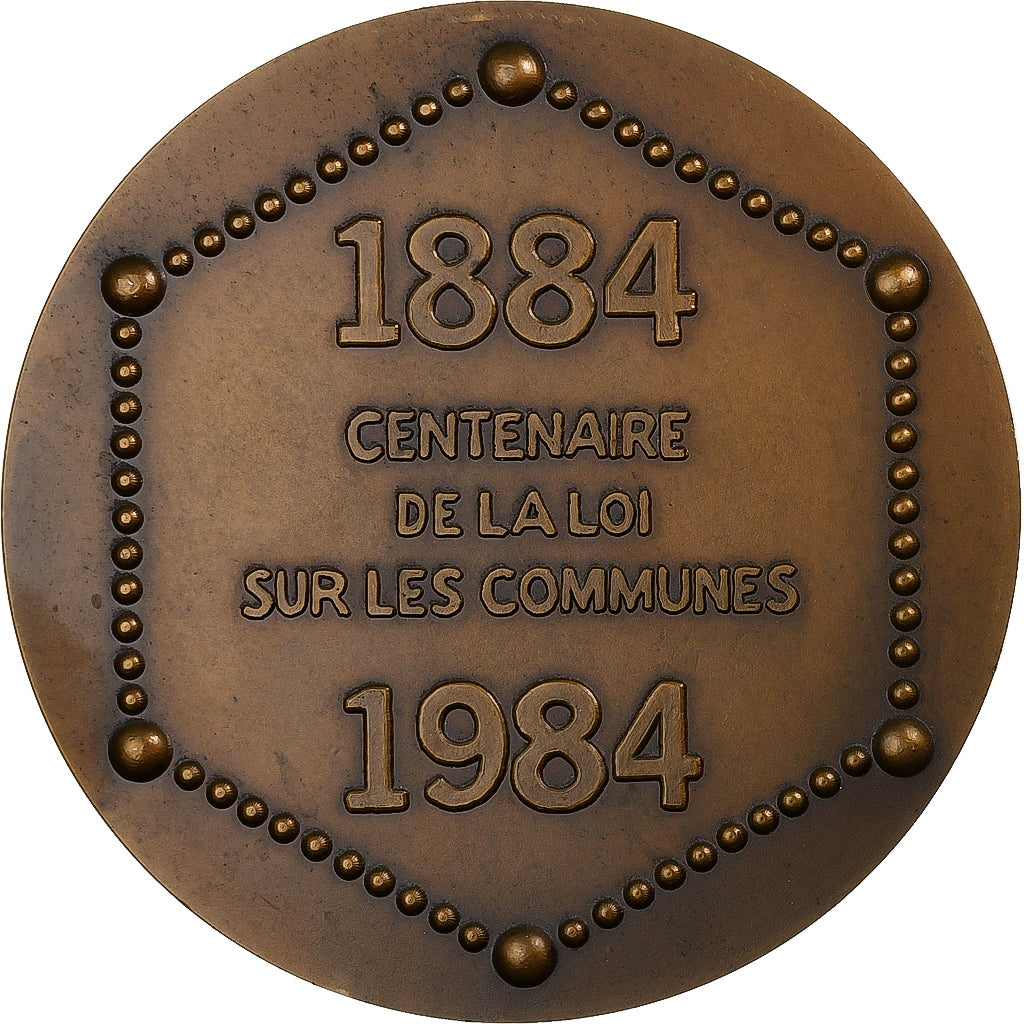 1884
CENTENAIRE
DE LA LOI
SUR LES COMMUNES
1984